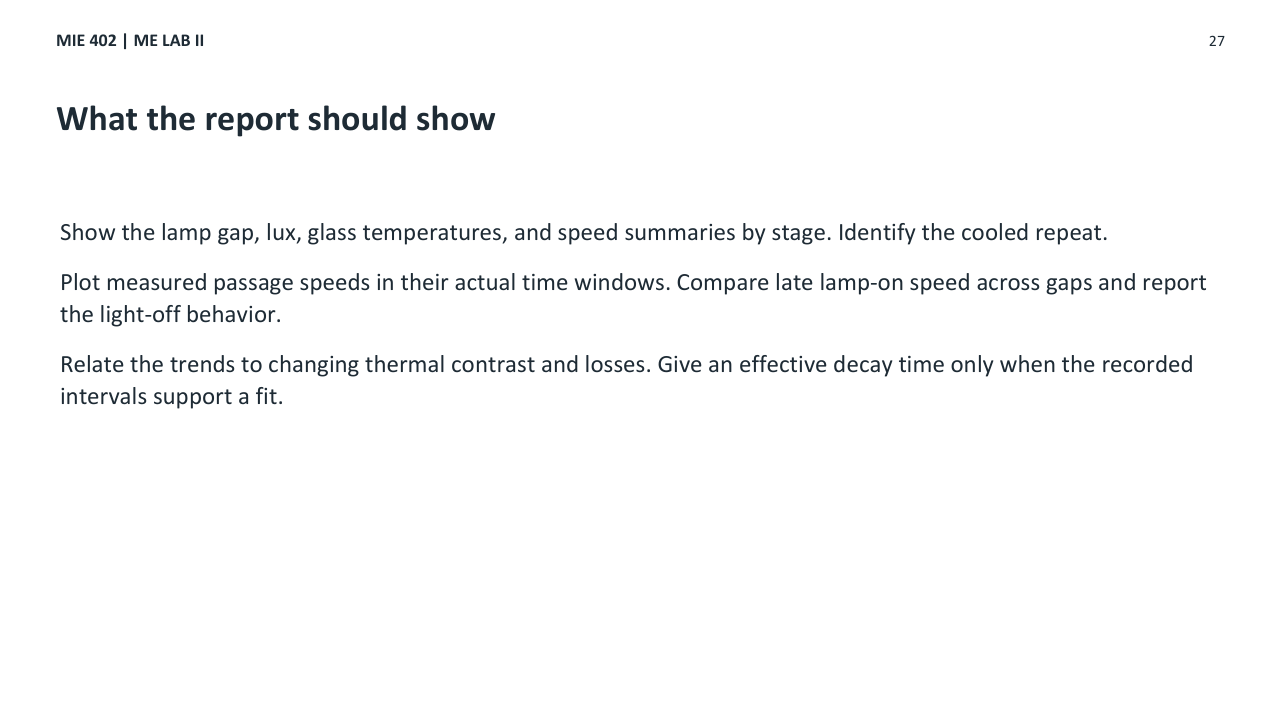 MIE 402 | ME LAB II
27
What the report should show
Show the lamp gap, lux, glass temperatures, and speed summaries by stage. Identify the cooled repeat.
Plot measured passage speeds in their actual time windows. Compare late lamp-on speed across gaps and report
the light-off behavior.
Relate the trends to changing thermal contrast and losses. Give an effective decay time only when the recorded
intervals support a fit.